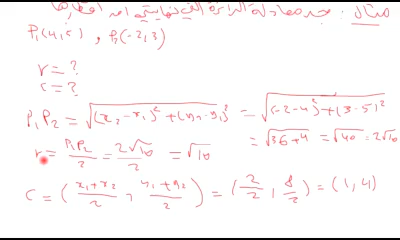 مثال : جد معادلة الدائرة التي نهايتي احد اقطارها
P₁(4,5) , P₂(-2,3)
r = ?
c = ?
P₁P₂ = √((x₂-x₁)²+(y₂-y₁)²) = √((-2-4)²+(3-5)²
r = P₁P₂/2 = 2√10/2 = √10 = √36+4 = √40 = 2√10
C = ( x₁+x₂/2 , y₁+y₂/2 ) = ( 2/2 , 8/2 ) = (1,4)